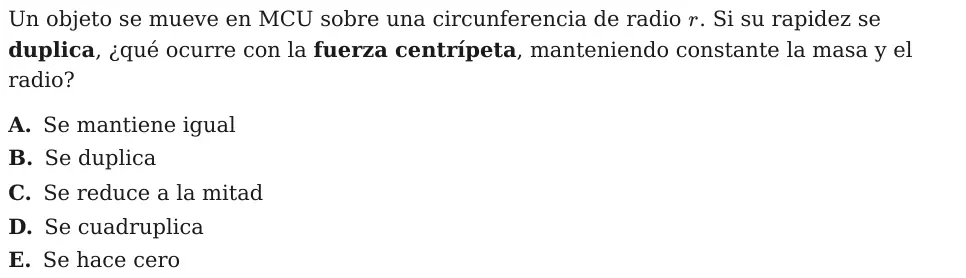 Un objeto se mueve en MCU sobre una circunferencia de radio r. Si su rapidez se
duplica, ¿qué ocurre con la fuerza centrípeta, manteniendo constante la masa y el
radio?
A. Se mantiene igual
B. Se duplica
C. Se reduce a la mitad
D. Se cuadruplica
E. Se hace cero